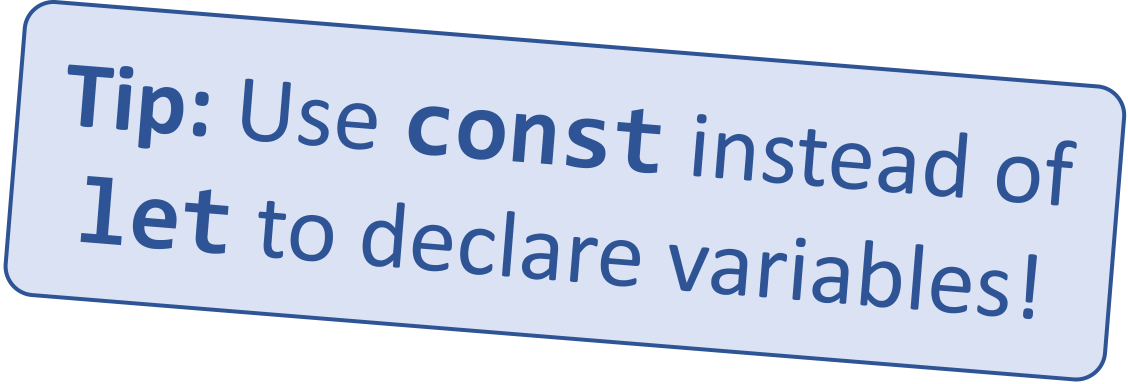 Tip: Use const instead of
let to declare variables!